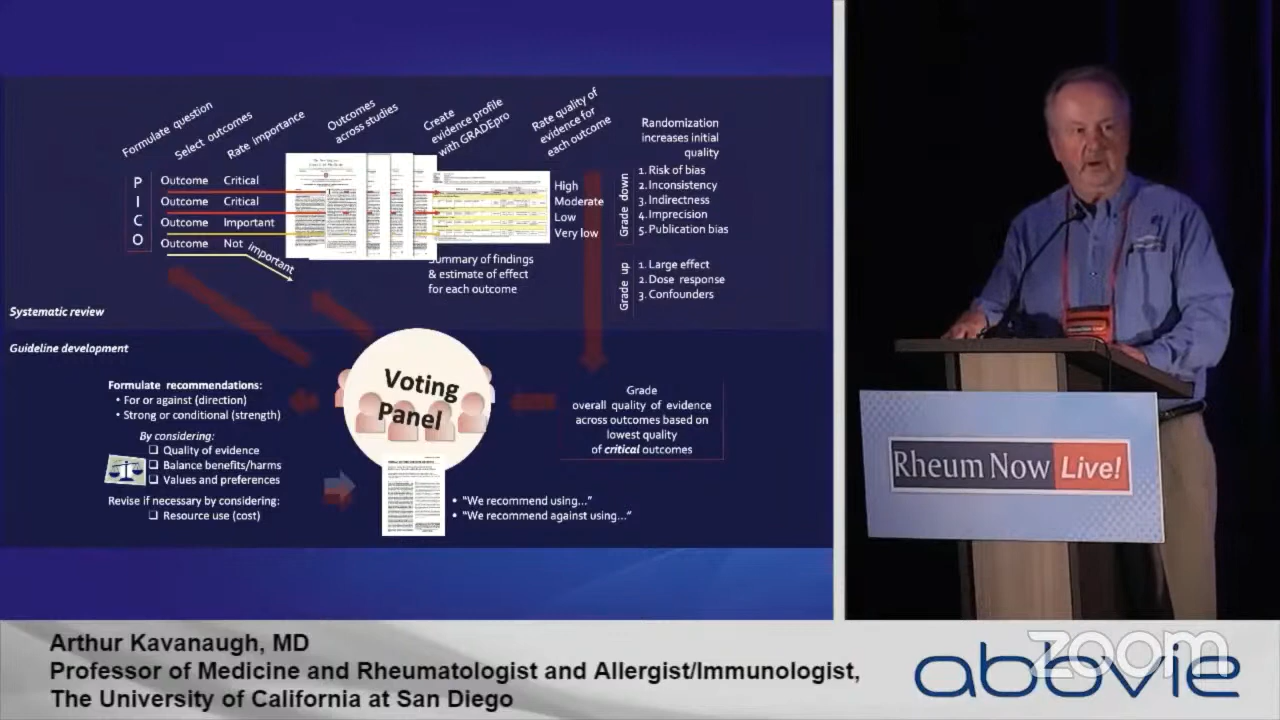 Formulate question
Select outcomes
Rate importance
Outcomes
across studies
Create
evidence profile
with GRADEpro
Rate quality of
evidence for
each outcome
Randomization
increases initial
quality
P
Outcome Critical
Critical
Important
Not important
High
Moderate
Low
Very low
Grade down
1. Risk of bias
2. Inconsistency
3. Indirectness
4. Imprecision
5. Publication bias
Summary of findings
& estimate of effect
for each outcome
Grade up
1. Large effect
2. Dose response
3. Confounders
Systematic review
Guideline development
Formulate recommendations:
• For or against (direction)
• Strong or conditional (strength)
By considering:
Quality of evidence
Balance benefits/harms
Values and preferences
Revise if necessary by considering:
source use (cost)
Voting
Panel
Grade
overall quality of evidence
across outcomes based on
lowest quality
of critical outcomes
• "We recommend using…"
• "We recommend against using…"
Rheum Now Live!
Arthur Kavanaugh, MD
Professor of Medicine and Rheumatologist and Allergist/Immunologist,
The University of California at San Diego
abbvie
zoom